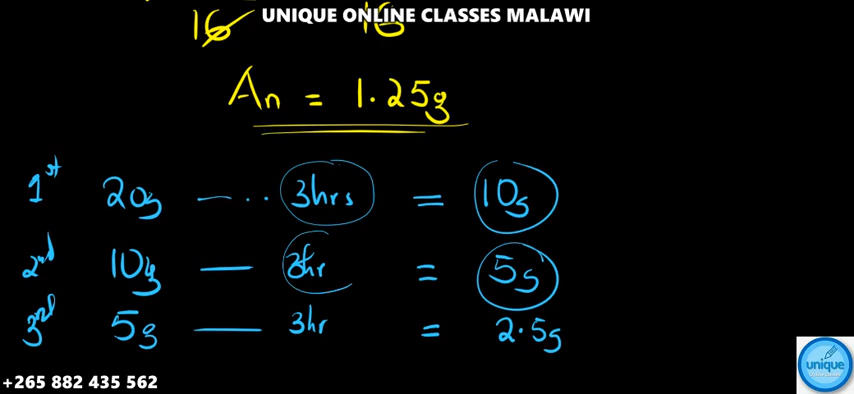 UNIQUE ONLINE CLASSES MALAWI
16 16
An = 1.25g
1st 20g -... 3hrs = 10g
2nd 10g — 3hr = 5g
3rd 5g — 3hr = 2.5g
unique
+265 882 435 562